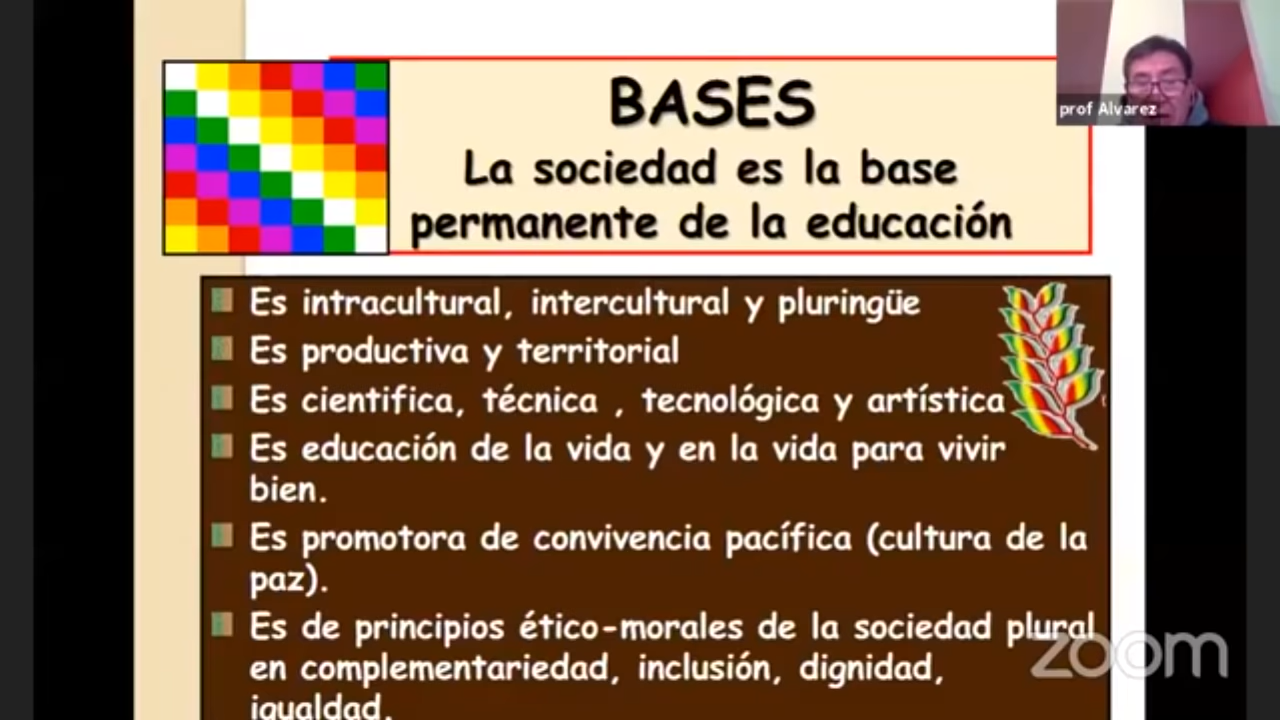 BASES
La sociedad es la base
permanente de la educación
prof Alvarez
Es intracultural, intercultural y pluringüe
Es productiva y territorial
Es cientifica, técnica , tecnológica y artística
Es educación de la vida y en la vida para vivir
bien.
Es promotora de convivencia pacífica (cultura de la
paz).
Es de principios ético-morales de la sociedad plural
en complementariedad, inclusión, dignidad,
igualdad.
zoom